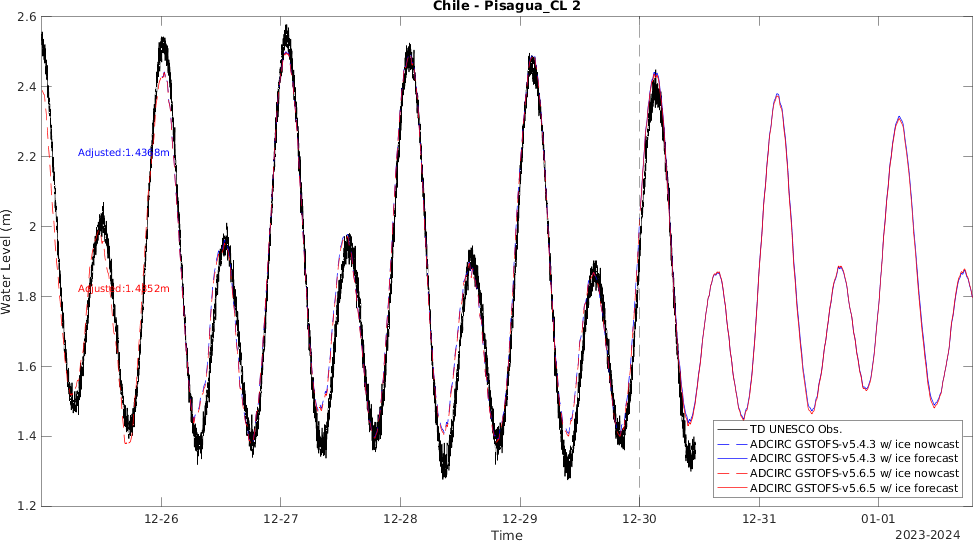 Chile - Pisagua_CL 2
2.6
2.4
2.2
2
1.8
1.6
1.4
1.2
Water Level (m)
Adjusted:1.4368m
Adjusted:1.4352m
TD UNESCO Obs.
ADCIRC GSTOFS-v5.4.3 w/ ice nowcast
ADCIRC GSTOFS-v5.4.3 w/ ice forecast
ADCIRC GSTOFS-v5.6.5 w/ ice nowcast
ADCIRC GSTOFS-v5.6.5 w/ ice forecast
12-26 12-27 12-28 12-29 12-30 12-31 01-01
Time
2023-2024